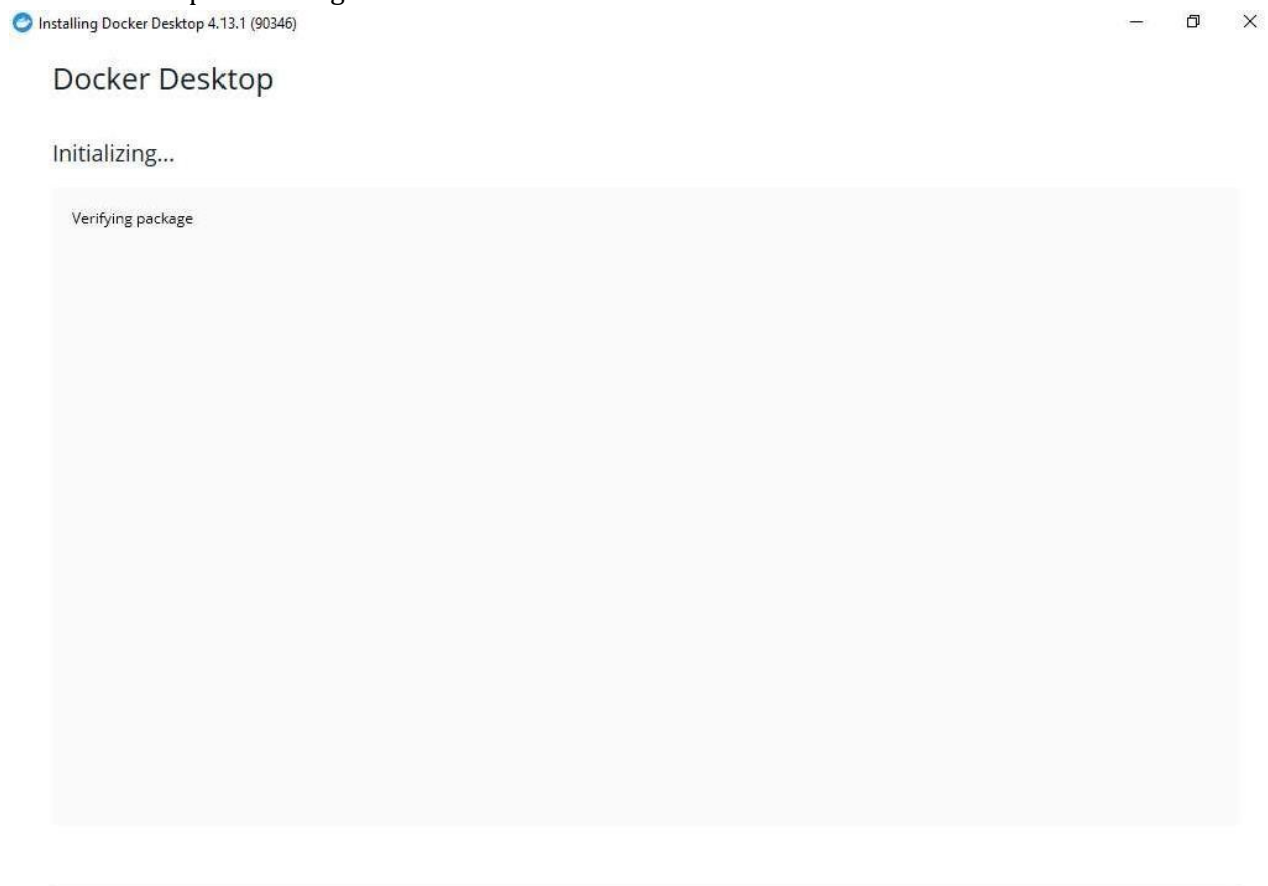 Installing Docker Desktop 4.13.1 (90346)
Docker Desktop
Initializing...
Verifying package